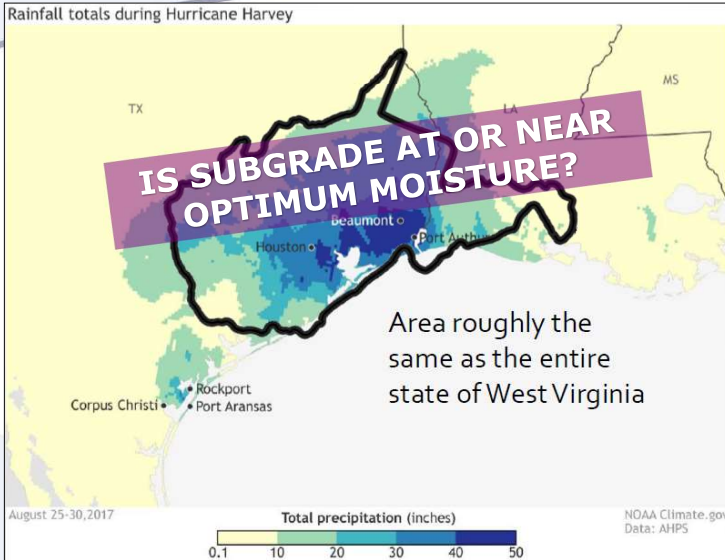 Rainfall totals during Hurricane Harvey
TX
MS
LA
IS SUBGRADE AT OR NEAR
OPTIMUM MOISTURE?
Beaumont
Houston
Port Arthur
Area roughly the
same as the entire
state of West Virginia
Rockport
Corpus Christi
Port Aransas
August 25-30,2017
Total precipitation (inches)
NOAA Climate.gov
Data: AHPS
0.1 10 20 30 40 50